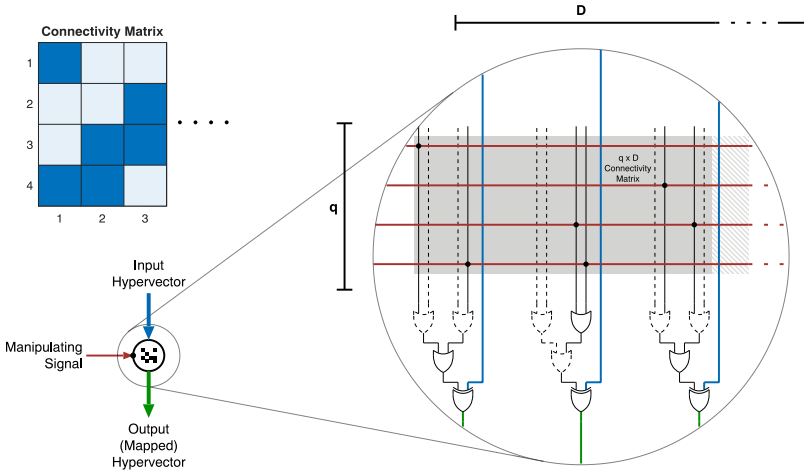 D
Connectivity Matrix
1
2
3
4
1 2 3
q
q x D
Connectivity
Matrix
Input
Hypervector
Manipulating
Signal
Output
(Mapped)
Hypervector